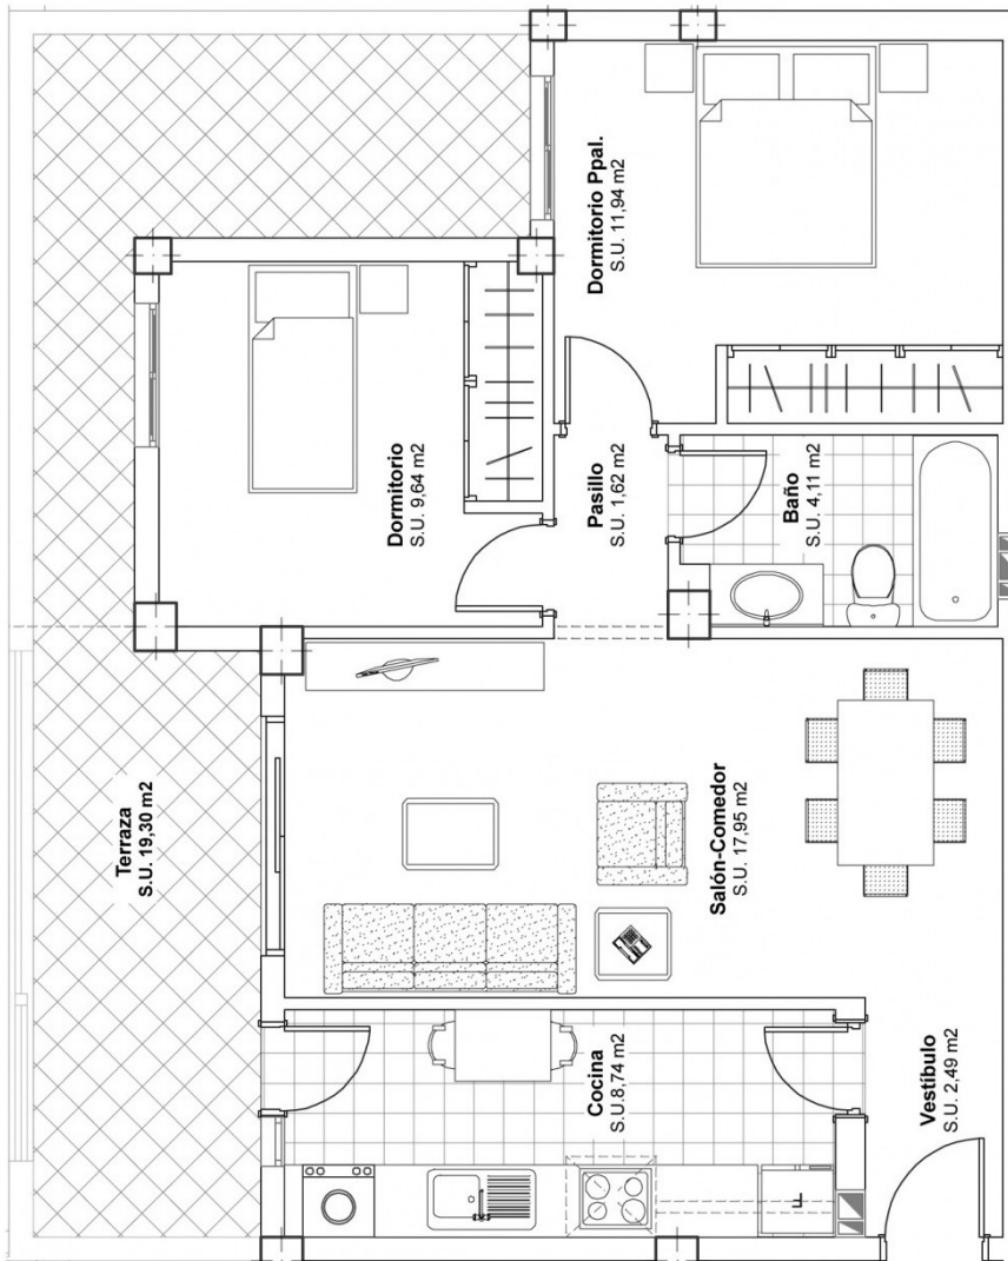 Dormitorio Ppal.
S.U. 11,94 m2
Dormitorio
S.U. 9,64 m2
Pasillo
S.U. 1,62 m2
Baño
S.U. 4,11 m2
Terraza
S.U. 19,30 m2
Salón-Comedor
S.U. 17,95 m2
Cocina
S.U.8,74 m2
Vestíbulo
S.U. 2,49 m2
F